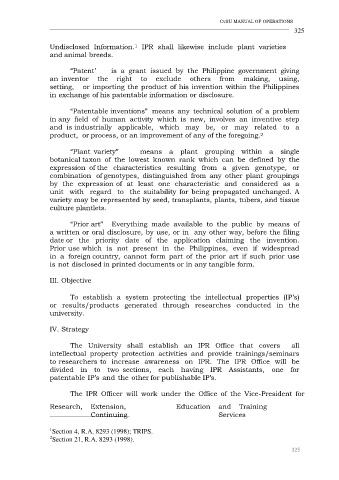 CvSU MANUAL OF OPERATIONS
325
Undisclosed Information.1 IPR shall likewise include plant varieties
and animal breeds.
"Patent' is a grant issued by the Philippine government giving
an inventor the right to exclude others from making, using,
setting, or importing the product of his invention within the Philippines
in exchange of his patentable information or disclosure.
"Patentable inventions" means any technical solution of a problem
in any field of human activity which is new, involves an inventive step
and is industrially applicable, which may be, or may related to a
product, or process, or an improvement of any of the foregoing.2
"Plant variety" means a plant grouping within a single
botanical taxon of the lowest known rank which can be defined by the
expression of the characteristics resulting from a given genotype, or
combination of genotypes, distinguished from any other plant groupings
by the expression of at least one characteristic and considered as a
unit with regard to the suitability for being propagated unchanged. A
variety may be represented by seed, transplants, plants, tubers, and tissue
culture plantlets.
"Prior art" Everything made available to the public by means of
a written or oral disclosure, by use, or in any other way, before the filing
date or the priority date of the application claiming the invention.
Prior use which is not present in the Philippines, even if widespread
in a foreign country, cannot form part of the prior art if such prior use
is not disclosed in printed documents or in any tangible form.
III. Objective
To establish a system protecting the intellectual properties (IP's)
or results/products generated through researches conducted in the
university.
IV. Strategy
The University shall establish an IPR Office that covers all
intellectual property protection activities and provide trainings/seminars
to researchers to increase awareness on IPR. The IPR Office will be
divided in to two sections, each having IPR Assistants, one for
patentable IP's and the other for publishable IP's.
The IPR Officer will work under the Office of the Vice-President for
Research, Extension, Education and Training
Continuing. Services
1Section 4, R.A. 8293 (1998); TRIPS.
2Section 21, R.A. 8293 (1998).
325